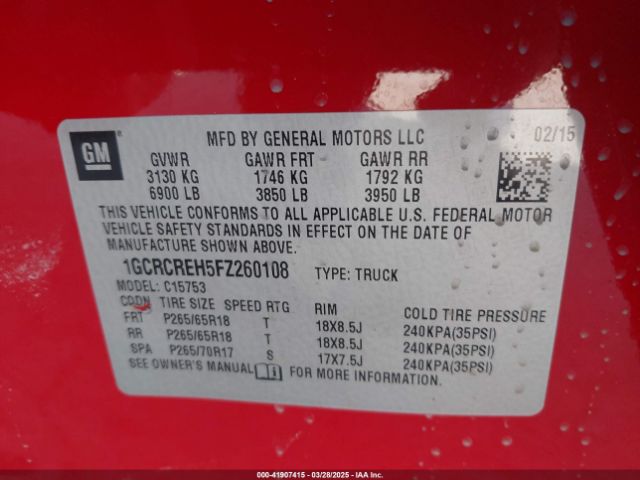 GM
MFD BY GENERAL MOTORS LLC 02/15
GVWR GAWR FRT GAWR RR
3130 KG 1746 KG 1792 KG
6900 LB 3850 LB 3950 LB
THIS VEHICLE CONFORMS TO ALL APPLICABLE U.S. FEDERAL MOTOR
VEHICLE SAFETY STANDARDS IN EFFECT ON THE DATE OF
MANUFACTURE SHOWN ABOVE.
1GCRCREH5FZ260108 TYPE: TRUCK
MODEL: C15753
CODN TIRE SIZE SPEED RTG RIM COLD TIRE PRESSURE
FRT P265/65R18 T 18X8.5J 240KPA(35PSI)
RR P265/65R18 T 18X8.5J 240KPA(35PSI)
SPA P265/70R17 S 17X7.5J 240KPA(35PSI)
SEE OWNER'S MANUAL FOR MORE INFORMATION.
000-41907415 | 03/28/2025 | IAA, Inc. | Copart